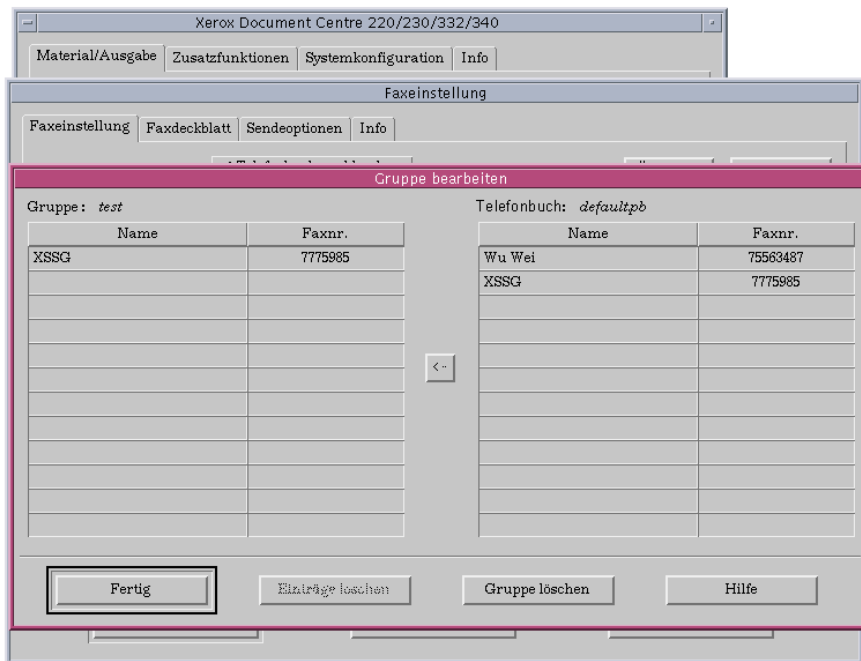 Xerox Document Centre 220/230/332/340
Material/Ausgabe Zusatzfunktionen Systemkonfiguration Info
Faxeinstellung
Faxeinstellung Faxdeckblatt Sendeoptionen Info
Gruppe bearbeiten
Gruppe: test Telefonbuch: defaultpb
Name Faxnr. Name Faxnr.
XSSG 7775985 Wu Wei 75563487
XSSG 7775985
<--
Fertig Einträge löschen Gruppe löschen Hilfe